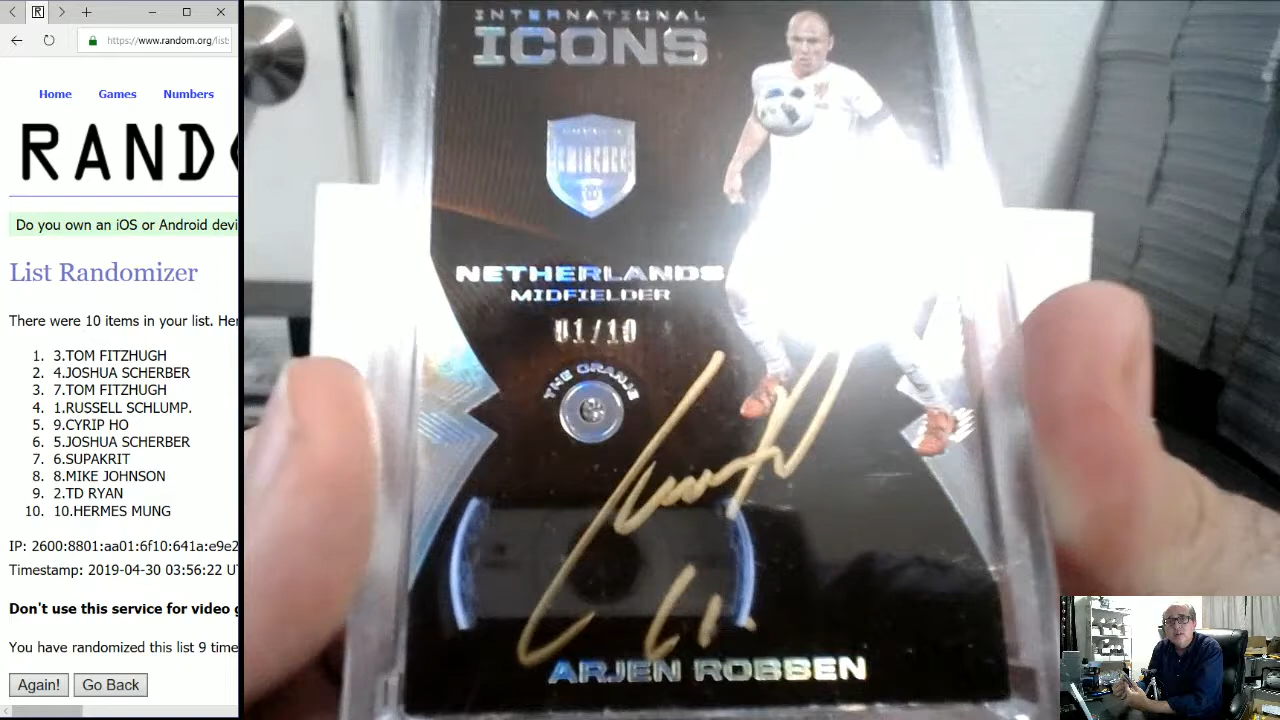 https://www.random.org/list
Home Games Numbers
RANDO
Do you own an iOS or Android devi
List Randomizer
There were 10 items in your list. Her
1. 3.TOM FITZHUGH
2. 4.JOSHUA SCHERBER
3. 7.TOM FITZHUGH
4. 1.RUSSELL SCHLUMP.
5. 9.CYRIP HO
6. 5.JOSHUA SCHERBER
7. 6.SUPAKRIT
8. 8.MIKE JOHNSON
9. 2.TD RYAN
10. 10.HERMES MUNG
IP: 2600:8801:aa01:6f10:641a:e9e2
Timestamp: 2019-04-30 03:56:22 U
Don't use this service for video g
You have randomized this list 9 time
Again! Go Back
INTERNATIONAL
ICONS
NETHERLANDS
MIDFIELDER
01/10
THE ORANJE
ARJEN ROBBEN